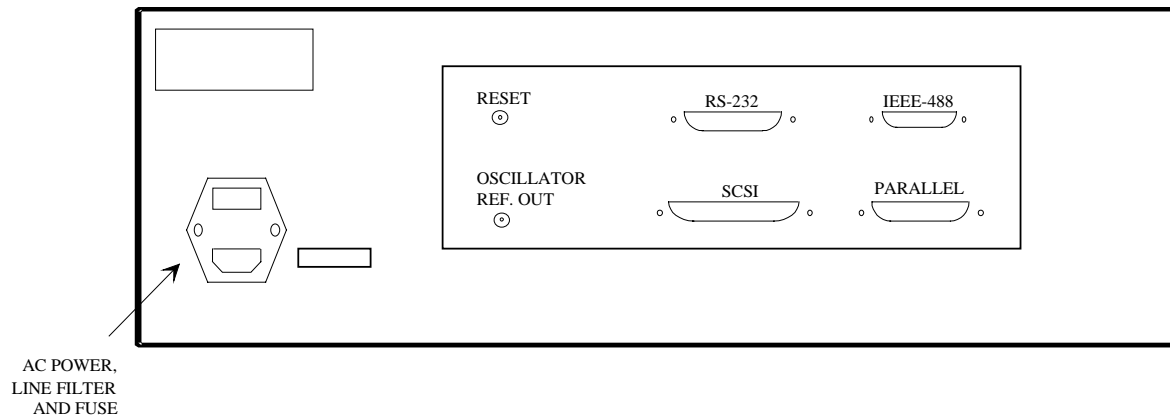 RESET
RS-232
IEEE-488
OSCILLATOR
REF. OUT
SCSI
PARALLEL
AC POWER,
LINE FILTER
AND FUSE